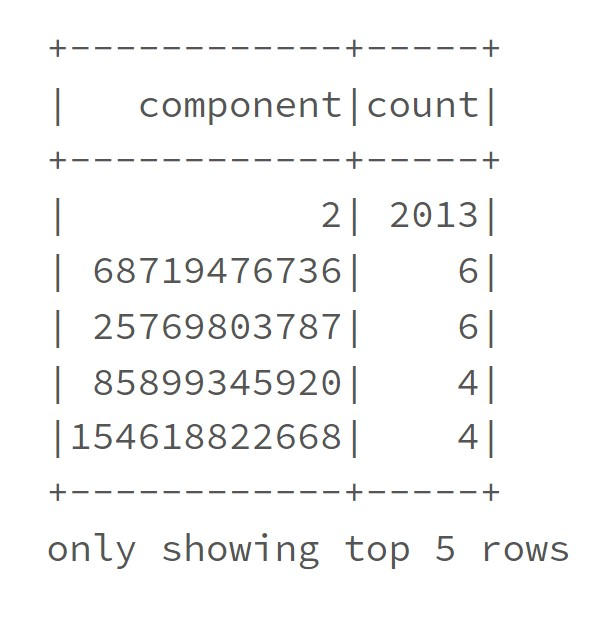 +------------+-----+
|   component|count|
+------------+-----+
|           2| 2013|
| 68719476736|    6|
| 25769803787|    6|
| 85899345920|    4|
|154618822668|    4|
+------------+-----+
only showing top 5 rows